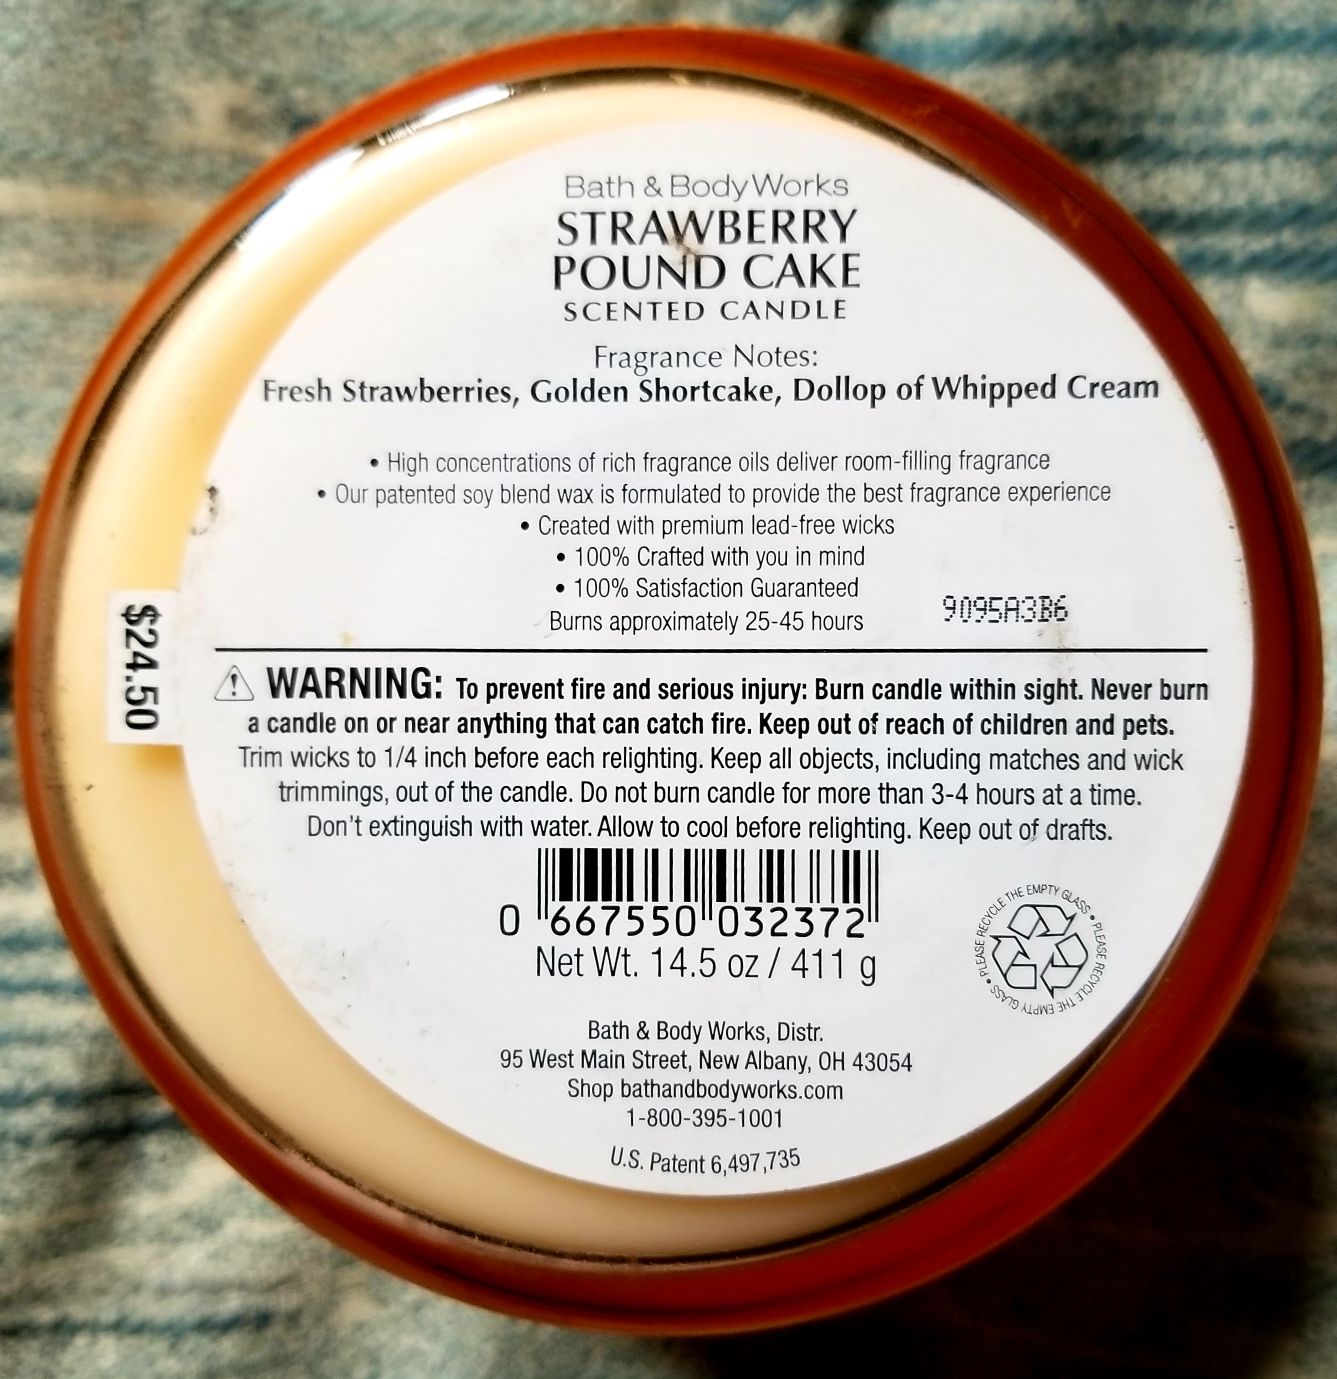 Bath & Body Works
STRAWBERRY
POUND CAKE
SCENTED CANDLE
Fragrance Notes:
Fresh Strawberries, Golden Shortcake, Dollop of Whipped Cream
• High concentrations of rich fragrance oils deliver room-filling fragrance
• Our patented soy blend wax is formulated to provide the best fragrance experience
• Created with premium lead-free wicks
• 100% Crafted with you in mind
• 100% Satisfaction Guaranteed
Burns approximately 25-45 hours
9095A3B6
$24.50
WARNING: To prevent fire and serious injury: Burn candle within sight. Never burn
a candle on or near anything that can catch fire. Keep out of reach of children and pets.
Trim wicks to 1/4 inch before each relighting. Keep all objects, including matches and wick
trimmings, out of the candle. Do not burn candle for more than 3-4 hours at a time.
Don't extinguish with water. Allow to cool before relighting. Keep out of drafts.
0 667550 032372
Net Wt. 14.5 oz / 411 g
• PLEASE RECYCLE THE EMPTY GLASS • PLEASE RECYCLE THE EMPTY GLASS
Bath & Body Works, Distr.
95 West Main Street, New Albany, OH 43054
Shop bathandbodyworks.com
1-800-395-1001
U.S. Patent 6,497,735